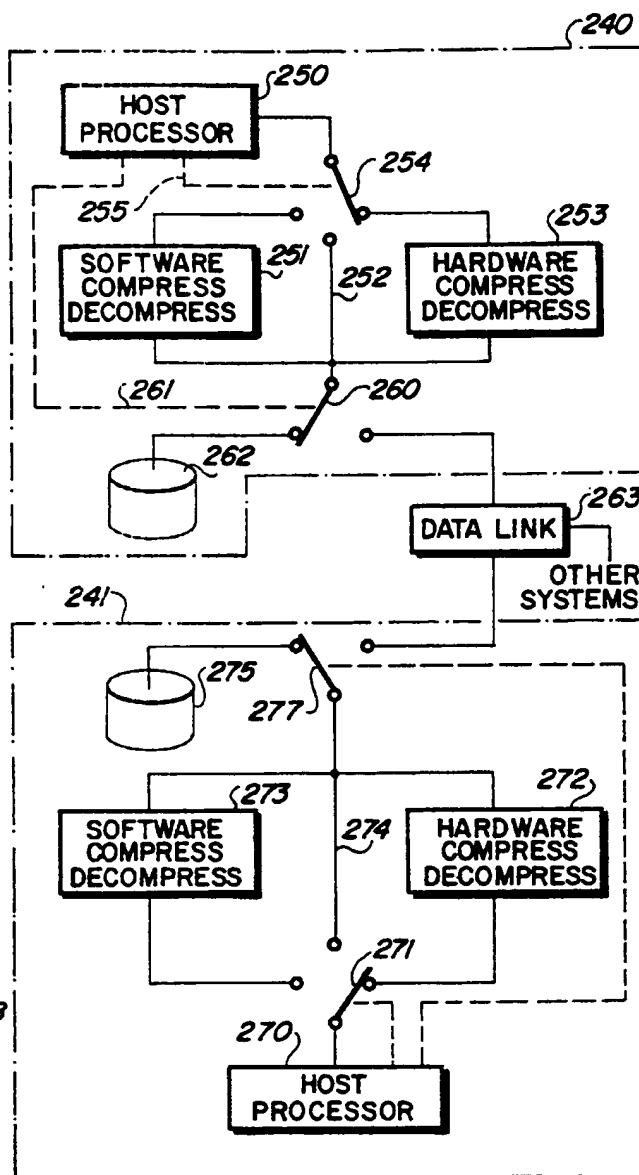 240
250
HOST
PROCESSOR
254
255
253
251
SOFTWARE
COMPRESS
DECOMPRESS
252
HARDWARE
COMPRESS
DECOMPRESS
261
260
262
263
DATA LINK
OTHER
SYSTEMS
241
275
277
273
272
SOFTWARE
COMPRESS
DECOMPRESS
274
HARDWARE
COMPRESS
DECOMPRESS
271
270
HOST
PROCESSOR